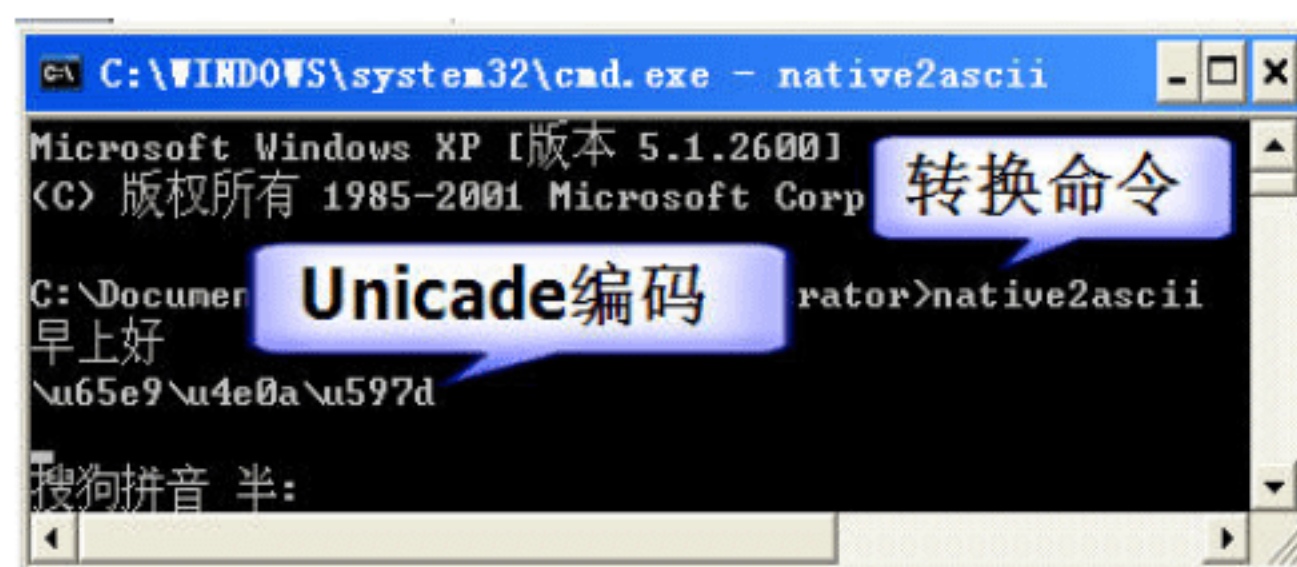 C:\WINDOWS\system32\cmd.exe - native2ascii
Microsoft Windows XP [版本 5.1.2600]
(C) 版权所有 1985-2001 Microsoft Corp
转换命令
C:\Documen
Unicade编码
rator>native2ascii
早上好
\u65e9\u4e0a\u597d
搜狗拼音 半: